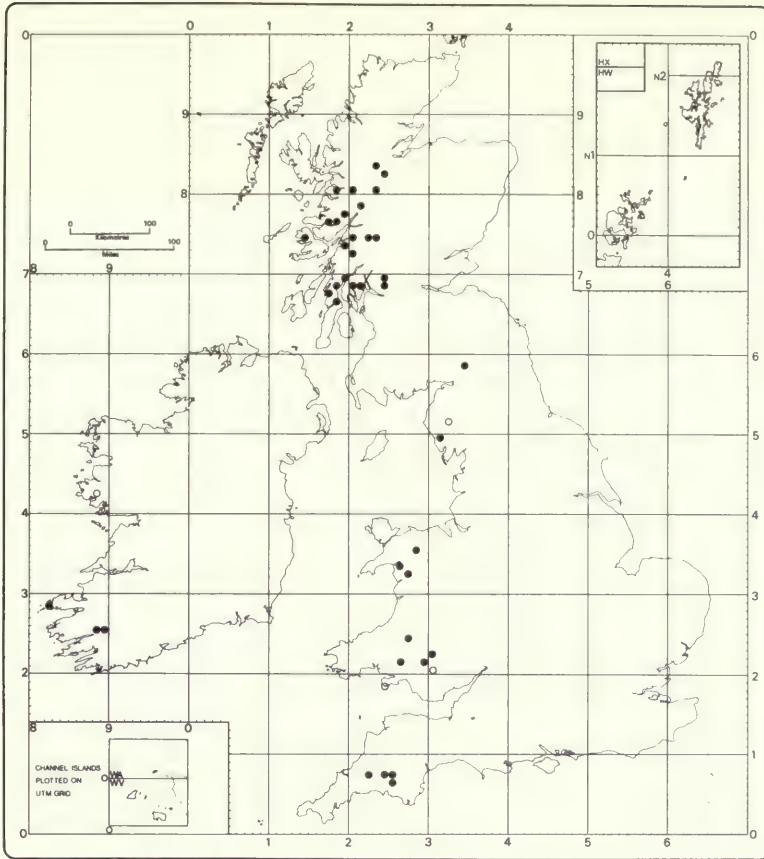 0 1 2 3 4
0 0
HX
HW
N2
N1
0
5 6
9 9 9
8 8 8
0 100
Kilometres
0 100
Miles
8 9
7 7
6 6
5 5
4 4
3 3
2 2
8 9 0
1 1
CHANNEL ISLANDS
PLOTTED ON
UTM GRID
0 WA
WV
0
0 0
1 2 3 4 5 6